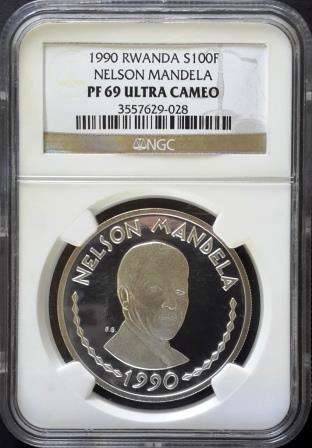 1990 RWANDA S100F
NELSON MANDELA
PF 69 ULTRA CAMEO
3557629-028
NGC
NELSON MANDELA
1990